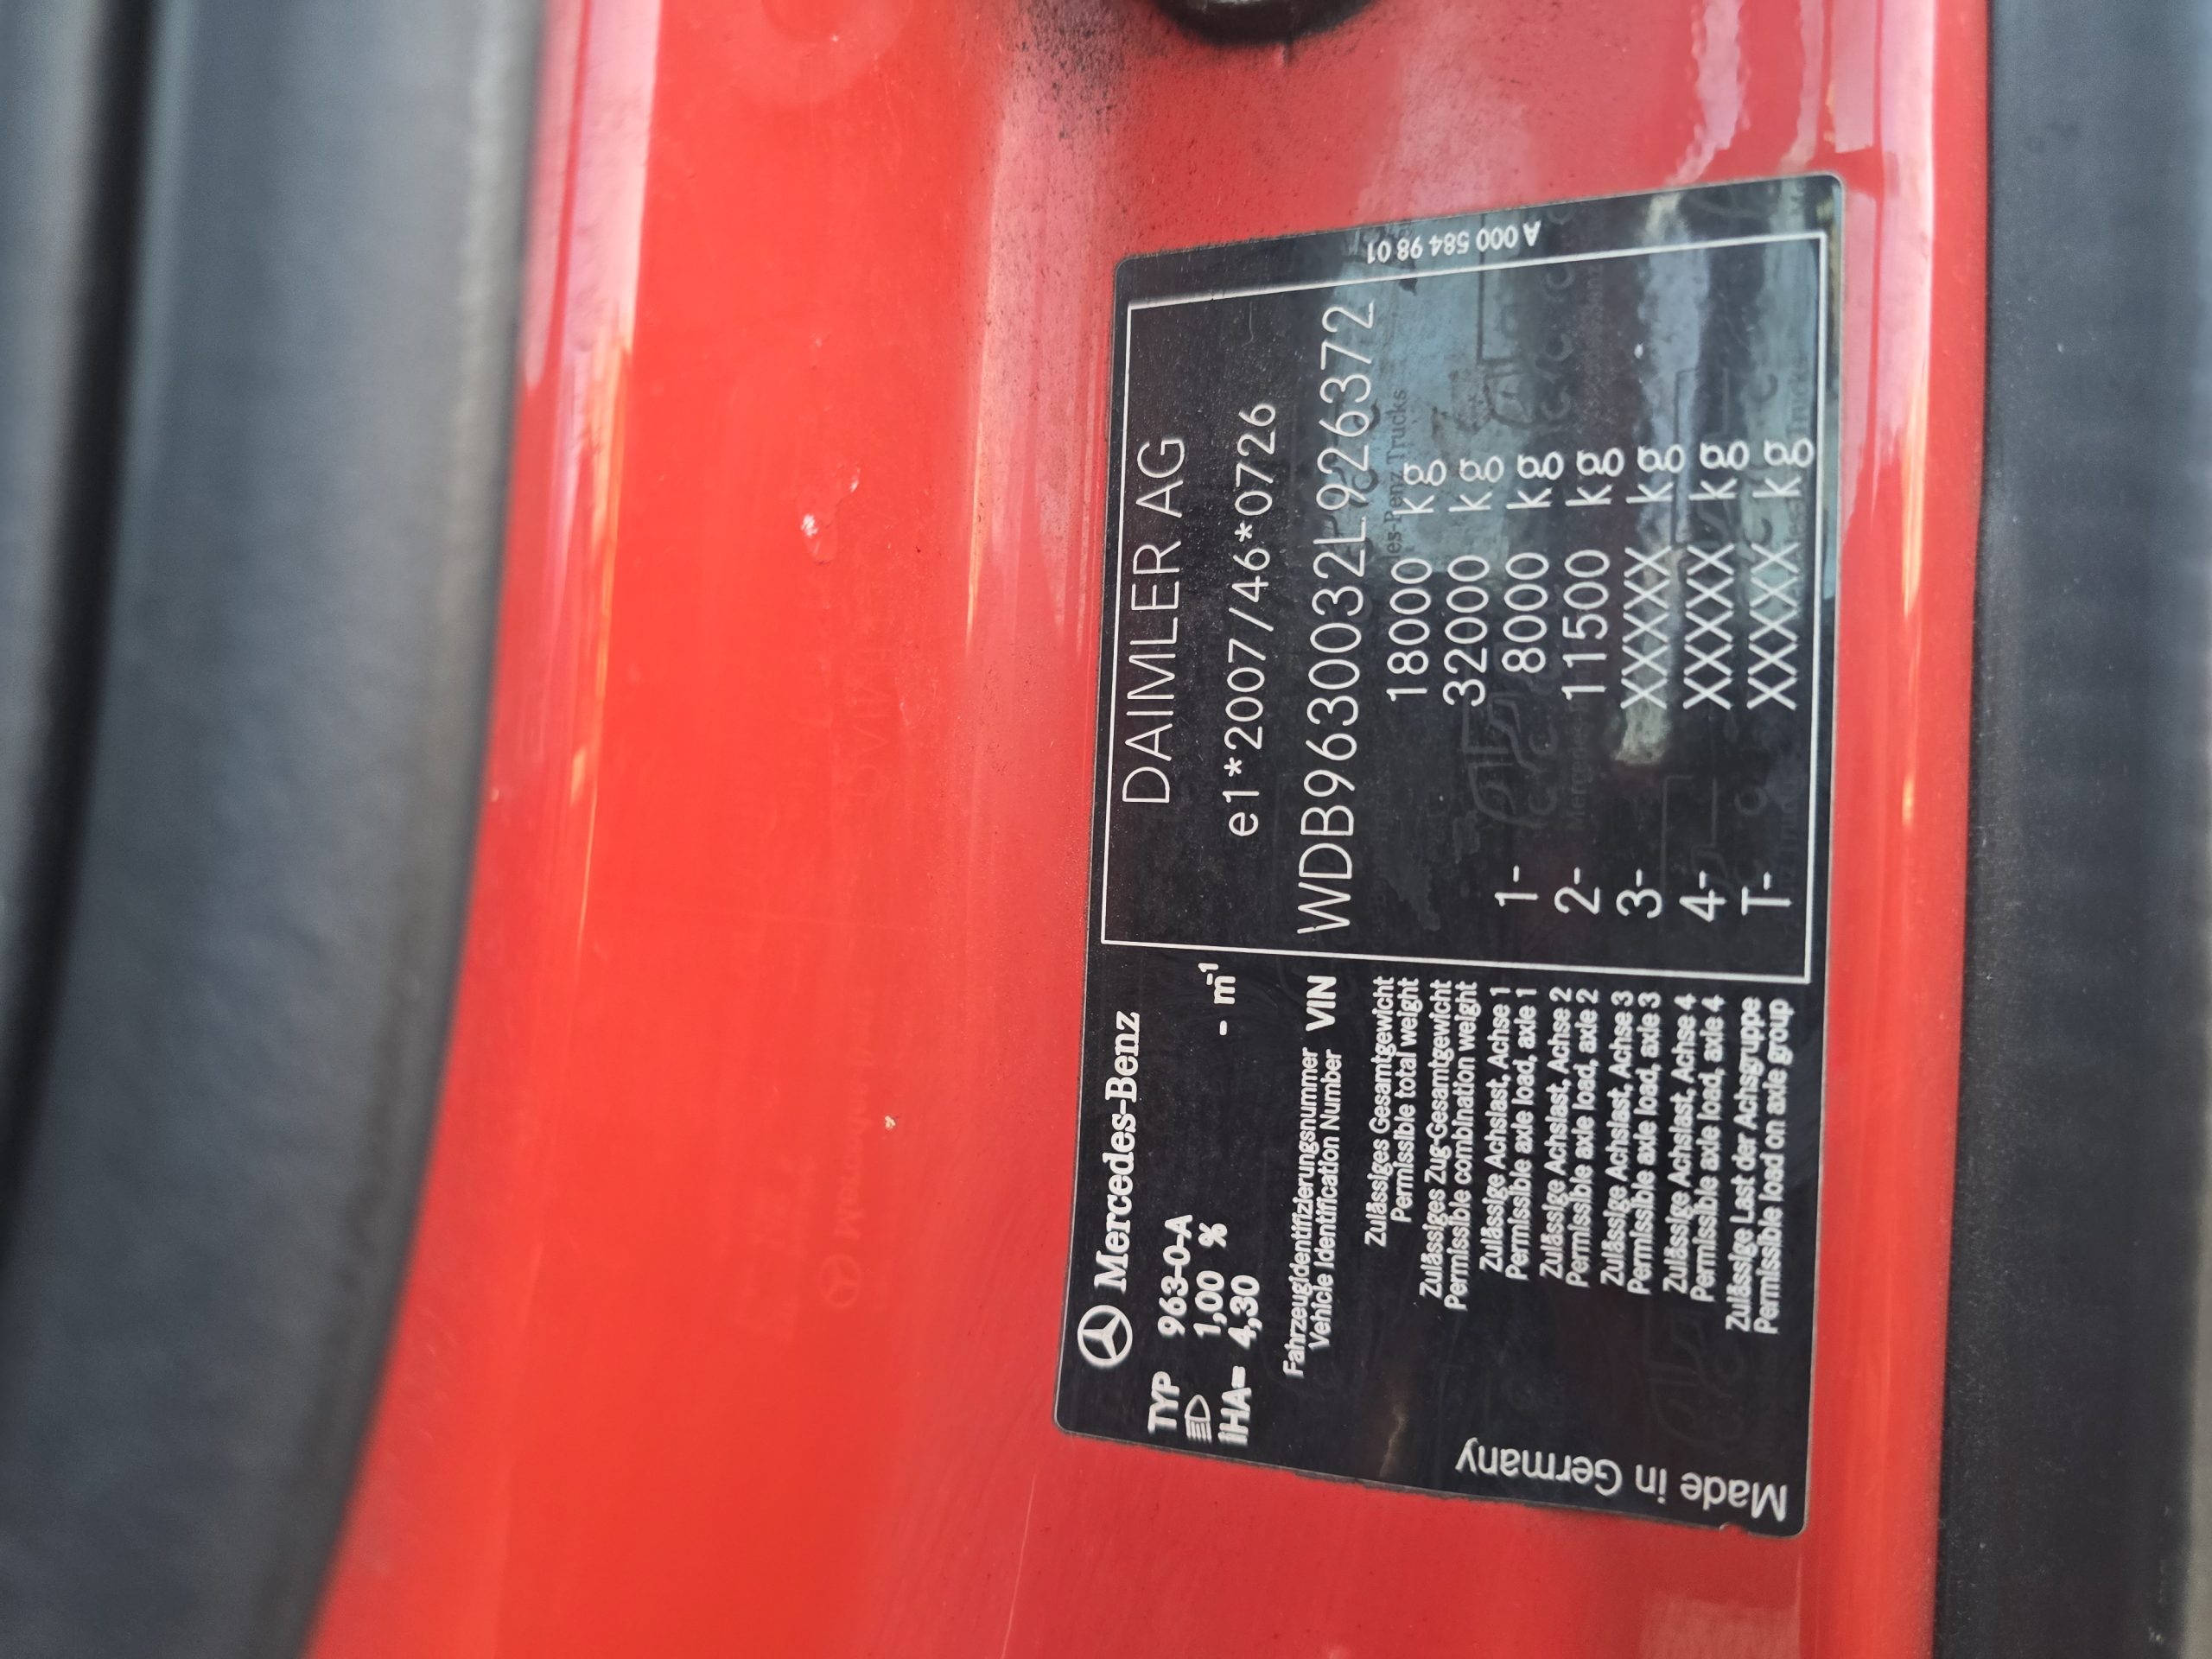 Mercedes-Benz
TYP 963-0-A
1,00 % - m-1
iHA= 4,30
DAIMLER AG
e1*2007/46*0726
Fahrzeugidentifizierungsnummer
Vehicle Identification Number VIN WDB9630032L926372
Zulässiges Gesamtgewicht
Permissible total weight 18000 kg
Zulässiges Zug-Gesamtgewicht
Permissible combination weight 32000 kg
Zulässige Achslast, Achse 1
Permissible axle load, axle 1 1- 8000 kg
Zulässige Achslast, Achse 2
Permissible axle load, axle 2 2- 11500 kg
Zulässige Achslast, Achse 3
Permissible axle load, axle 3 3- XXXXX kg
Zulässige Achslast, Achse 4
Permissible axle load, axle 4 4- XXXXX kg
Zulässige Last der Achsgruppe
Permissible load on axle group T- XXXXX kg
Made in Germany
A 000 584 98 01